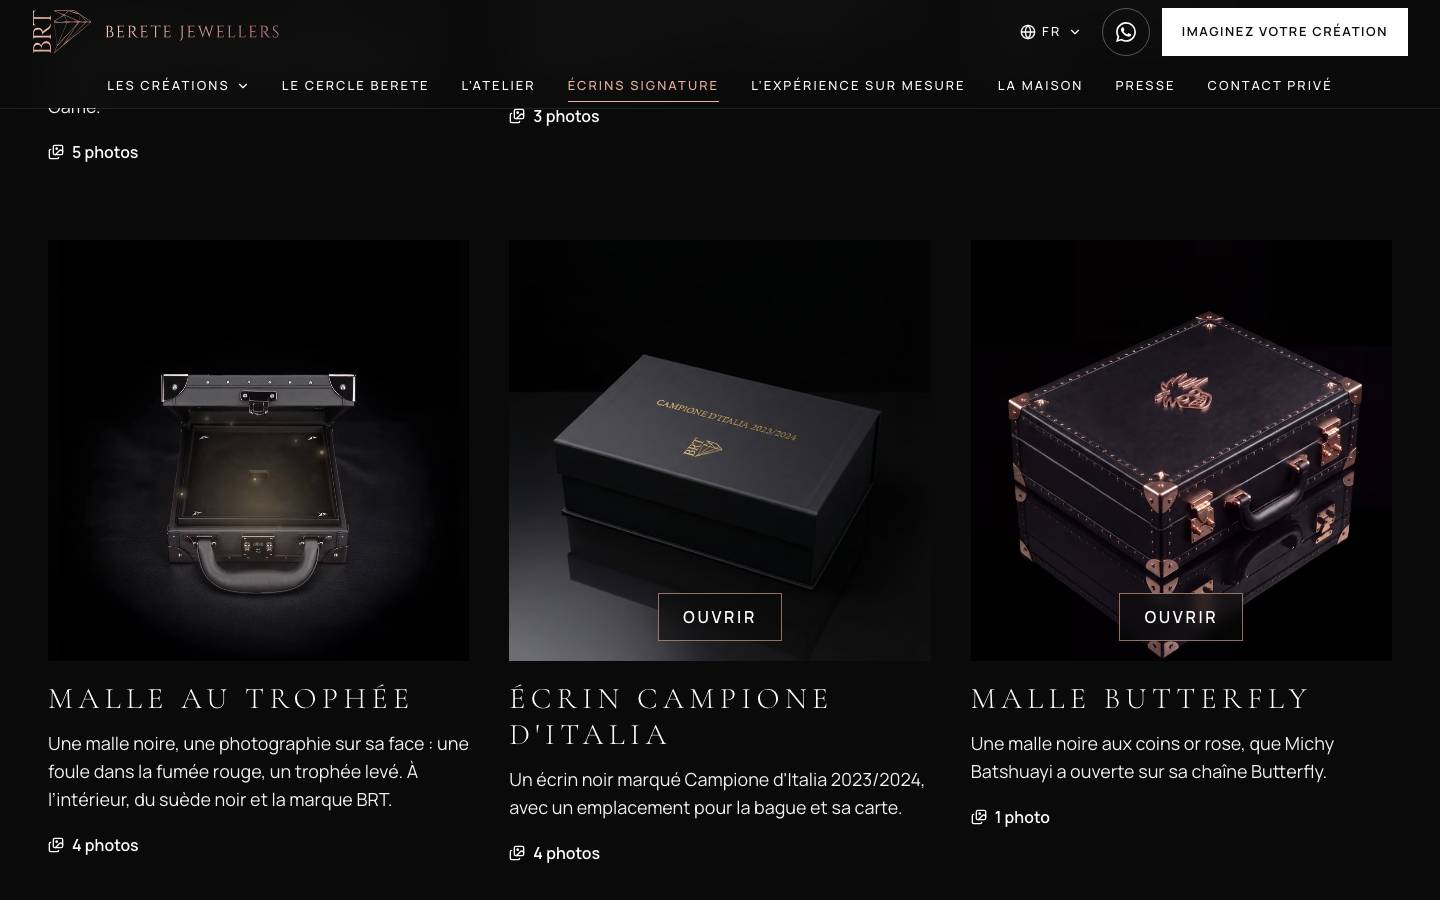 BRT
BERETE JEWELLERS
FR
IMAGINEZ VOTRE CRÉATION
LES CRÉATIONS
LE CERCLE BERETE
L'ATELIER
ÉCRINS SIGNATURE
L'EXPÉRIENCE SUR MESURE
LA MAISON
PRESSE
CONTACT PRIVÉ
Game.
5 photos
3 photos
CAMPIONE D'ITALIA 2023/2024
BRT
OUVRIR
OUVRIR
MALLE AU TROPHÉE
Une malle noire, une photographie sur sa face : une
foule dans la fumée rouge, un trophée levé. À
l’intérieur, du suède noir et la marque BRT.
4 photos
ÉCRIN CAMPIONE
D'ITALIA
Un écrin noir marqué Campione d'Italia 2023/2024,
avec un emplacement pour la bague et sa carte.
4 photos
MALLE BUTTERFLY
Une malle noire aux coins or rose, que Michy
Batshuayi a ouverte sur sa chaîne Butterfly.
1 photo